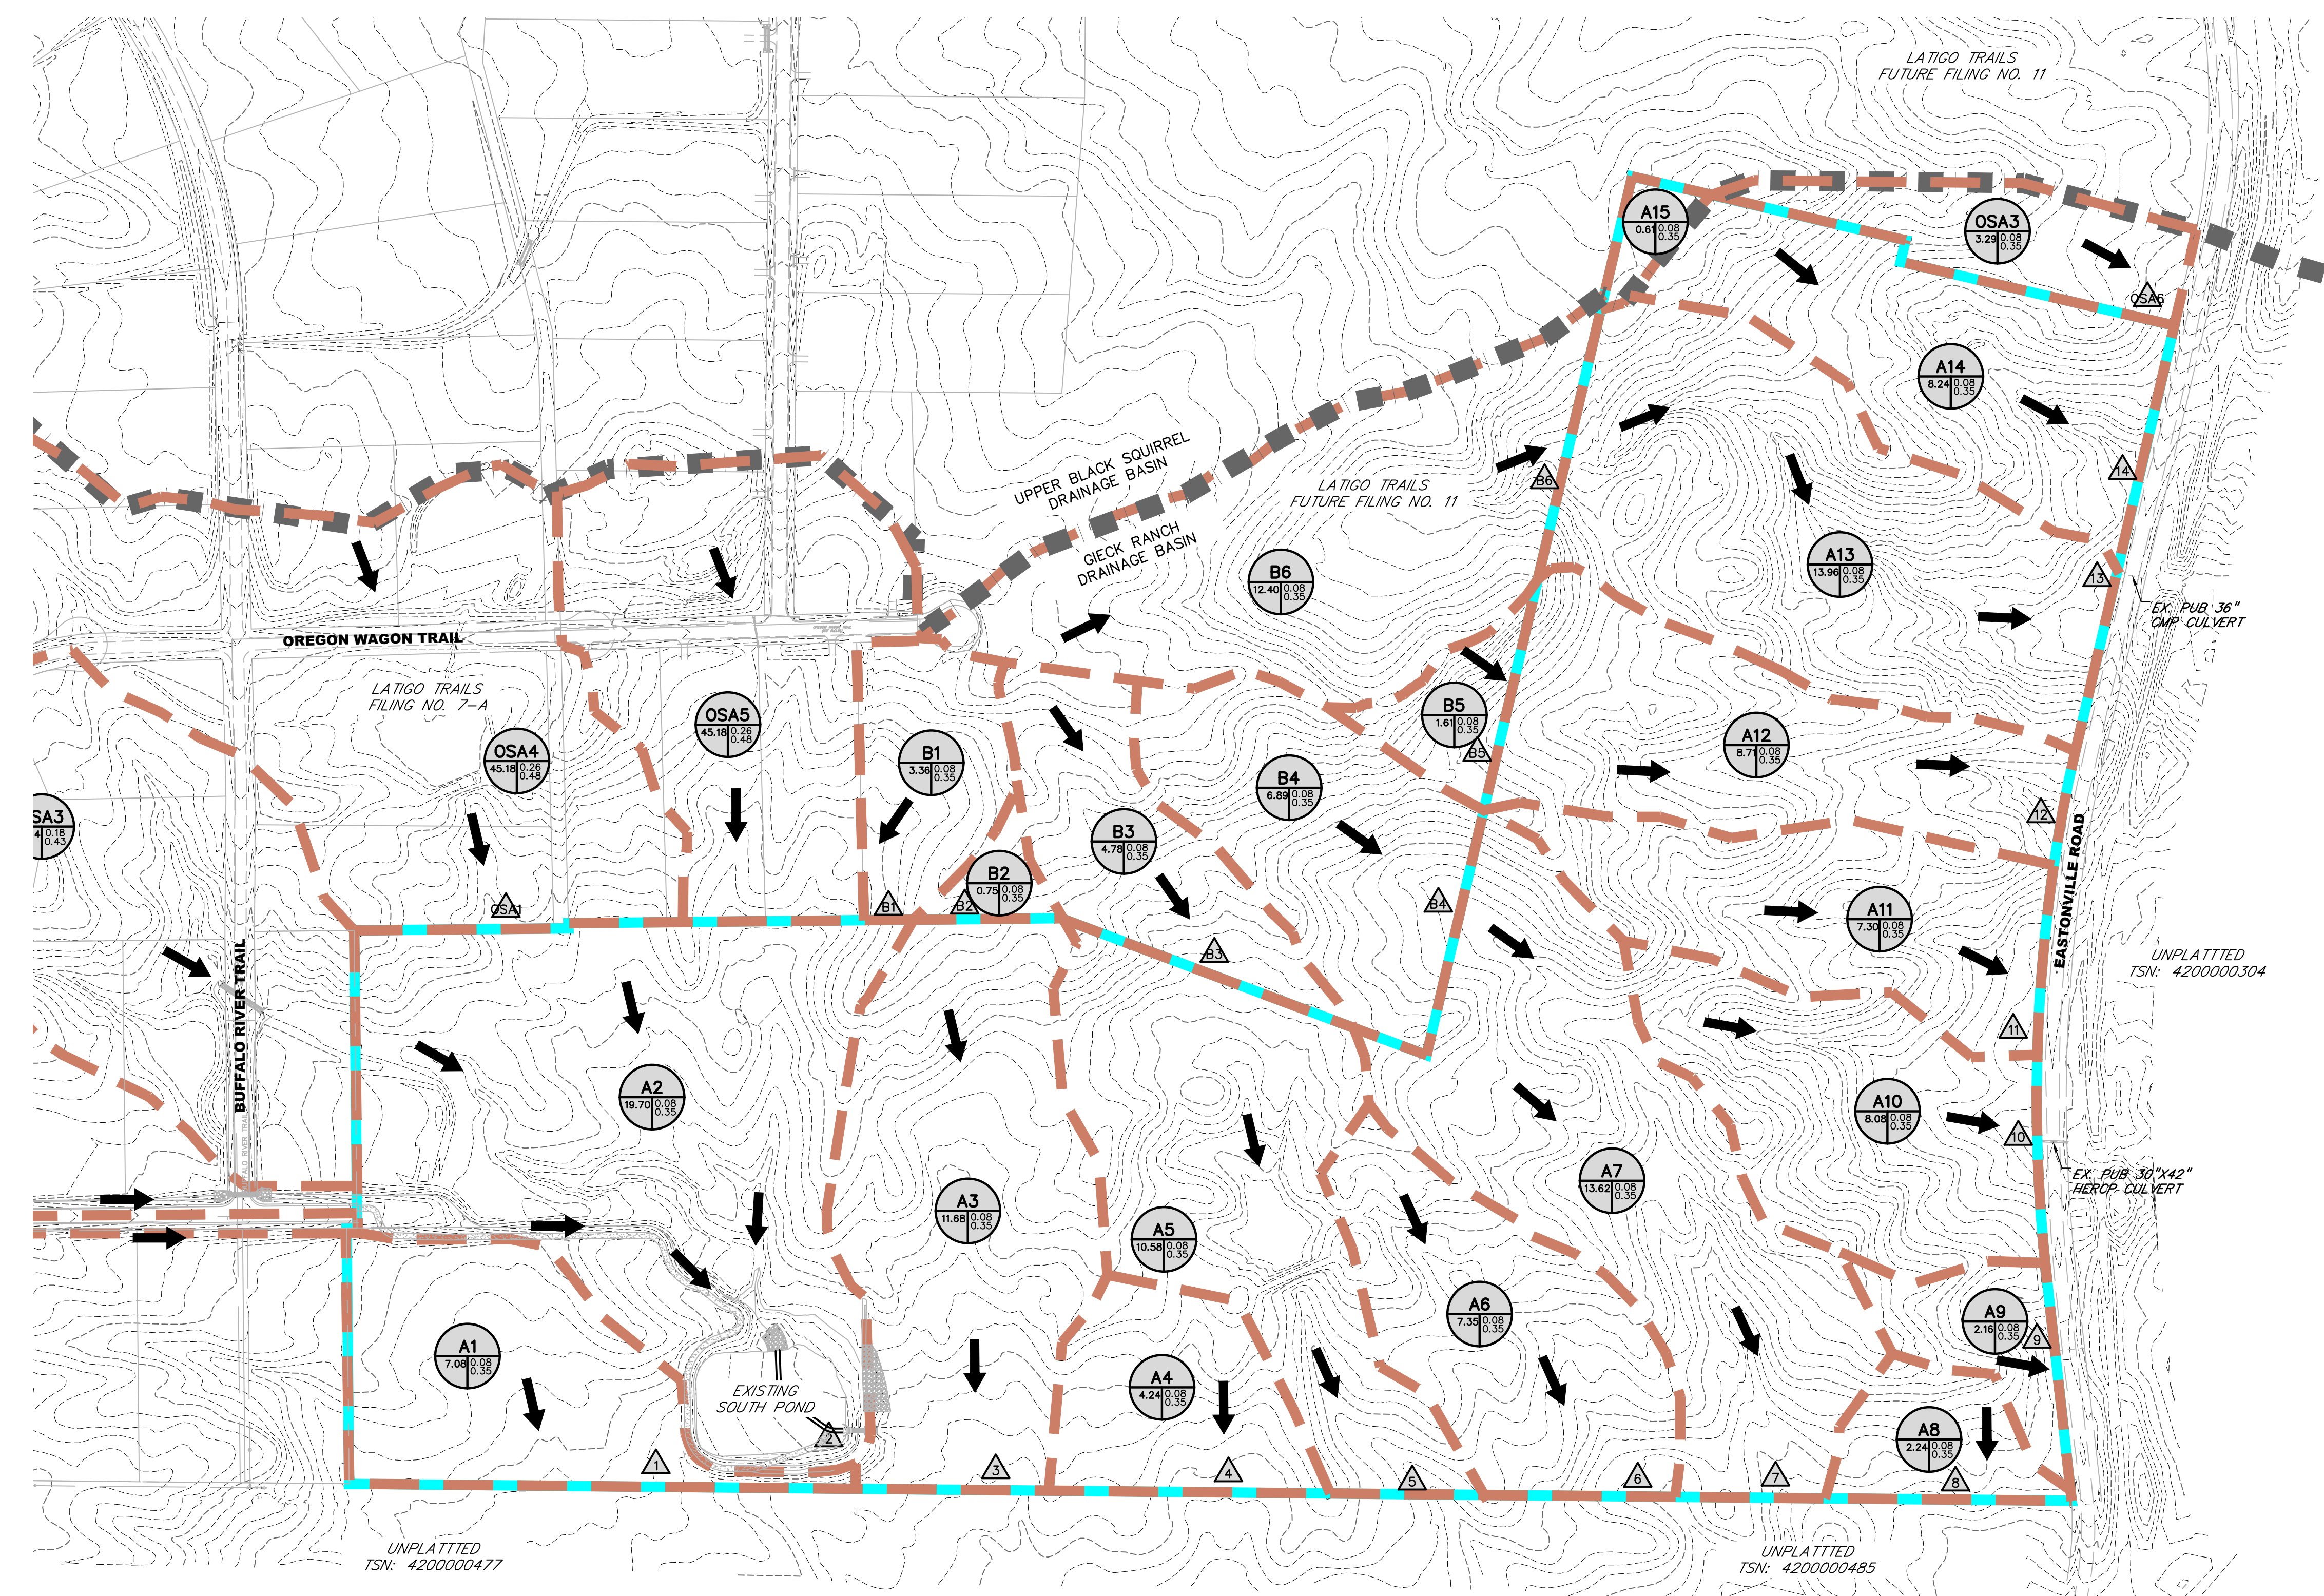 LATIGO TRAILS
FUTURE FILING NO. 11
A15
0.61 0.08
0.35
OSA3
3.29 0.08
0.35
OSA6
A14
8.24 0.08
0.35
14
UPPER BLACK SQUIRREL
DRAINAGE BASIN
GIECK RANCH
DRAINAGE BASIN
LATIGO TRAILS
FUTURE FILING NO. 11
B6
B6
12.40 0.08
0.35
A13
13.96 0.08
0.35
13
EX. PUB 36"
CMP CULVERT
OREGON WAGON TRAIL
LATIGO TRAILS
FILING NO. 7-A
OSA4
45.18 0.26
0.48
OSA5
45.18 0.26
0.48
B1
3.36 0.08
0.35
B5
1.61 0.08
0.35
B5
A12
8.71 0.08
0.35
B4
6.89 0.08
0.35
12
SA3
4 0.18
0.43
B3
4.78 0.08
0.35
B2
0.75 0.08
0.35
OSA1
B1
B2
B4
B3
A11
7.30 0.08
0.35
EASTONVILLE ROAD
UNPLATTTED
TSN: 4200000304
BUFFALO RIVER TRAIL
11
A2
19.70 0.08
0.35
A10
8.08 0.08
0.35
10
EX. PUB 30"X42"
HERCP CULVERT
A3
11.68 0.08
0.35
A5
10.58 0.08
0.35
A7
13.62 0.08
0.35
A6
7.35 0.08
0.35
A9
2.16 0.08
0.35
9
A1
7.08 0.08
0.35
EXISTING
SOUTH POND
A4
4.24 0.08
0.35
A8
2.24 0.08
0.35
2
1
3
4
5
6
7
8
UNPLATTTED
TSN: 4200000477
UNPLATTTED
TSN: 4200000485